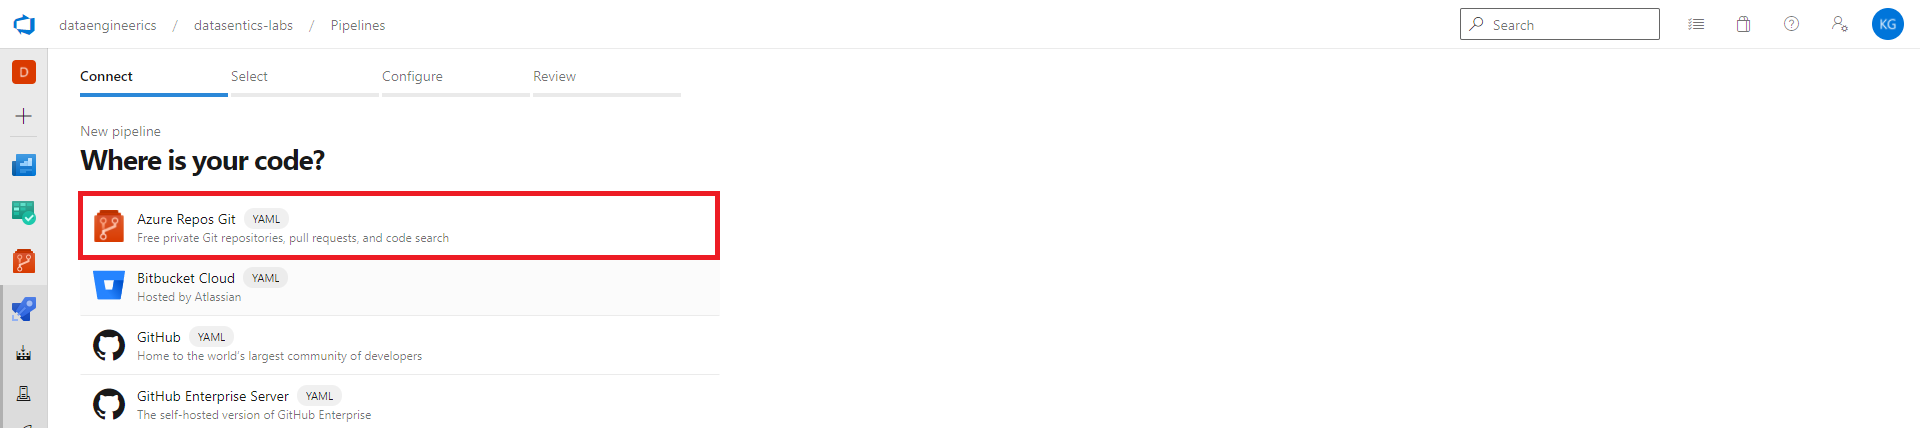 dataengineerics / datasentics-labs / Pipelines
Search
KG
D
Connect Select Configure Review
New pipeline
Where is your code?
Azure Repos Git YAML
Free private Git repositories, pull requests, and code search
Bitbucket Cloud YAML
Hosted by Atlassian
GitHub YAML
Home to the world's largest community of developers
GitHub Enterprise Server YAML
The self-hosted version of GitHub Enterprise